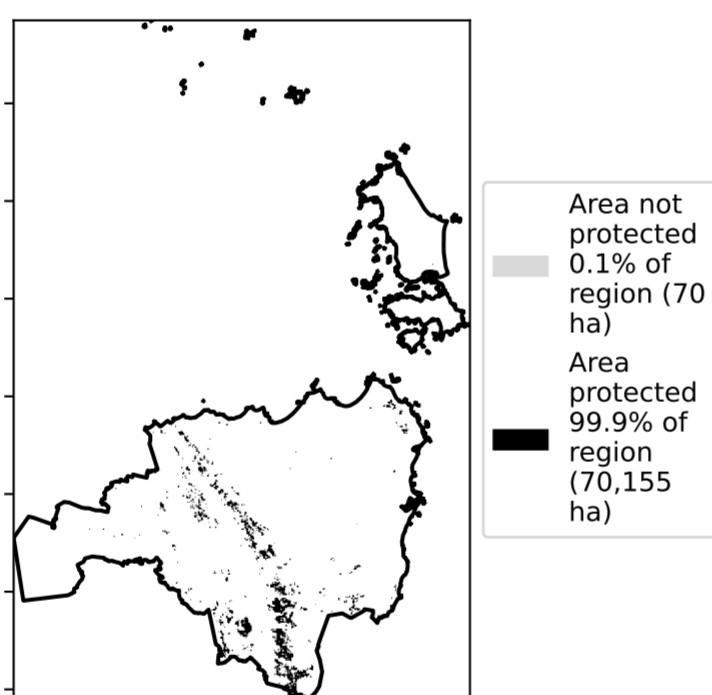 Area not
protected
0.1% of
region (70
ha)
Area
protected
99.9% of
region
(70,155
ha)